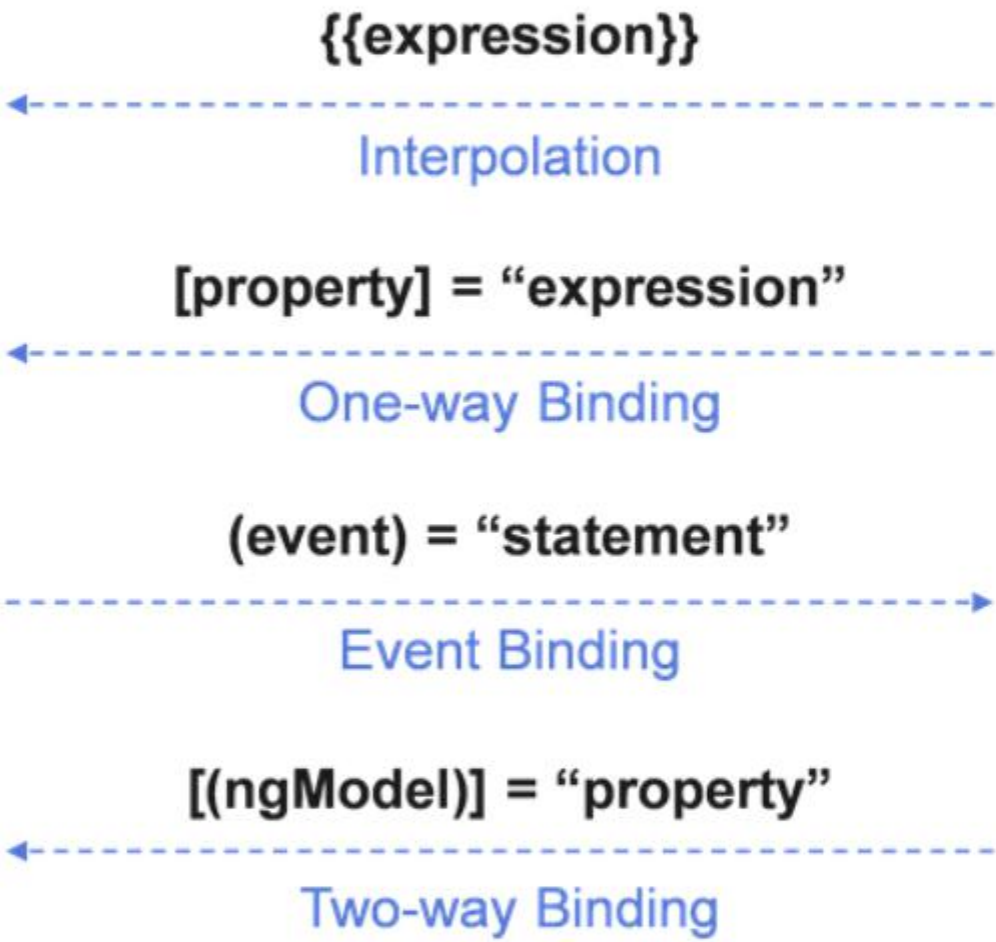 {{expression}}
Interpolation
[property] = “expression”
One-way Binding
(event) = “statement”
Event Binding
[(ngModel)] = “property”
Two-way Binding